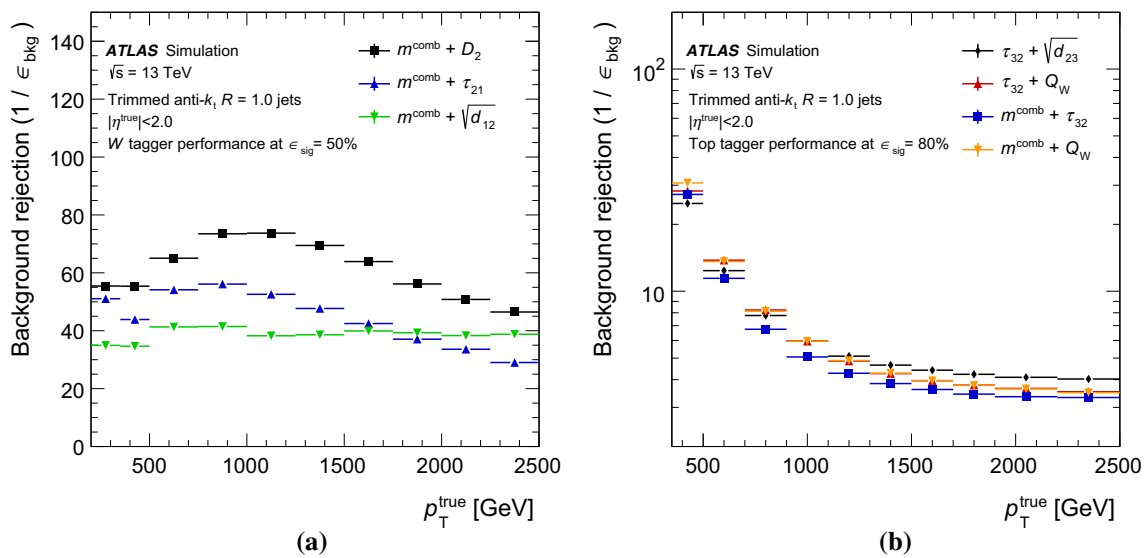 Background rejection (1 / ϵ_bkg)
140
120
100
80
60
40
20
0
ATLAS Simulation
√s = 13 TeV
Trimmed anti-k_t R = 1.0 jets
|η^true|<2.0
W tagger performance at ϵ_sig = 50%
m^comb + D_2
m^comb + τ_21
m^comb + √d_12
500 1000 1500 2000 2500
p_T^true [GeV]
(a)
Background rejection (1 / ϵ_bkg)
10^2
10
ATLAS Simulation
√s = 13 TeV
Trimmed anti-k_t R = 1.0 jets
|η^true|<2.0
Top tagger performance at ϵ_sig = 80%
τ_32 + √d_23
τ_32 + Q_W
m^comb + τ_32
m^comb + Q_W
500 1000 1500 2000 2500
p_T^true [GeV]
(b)